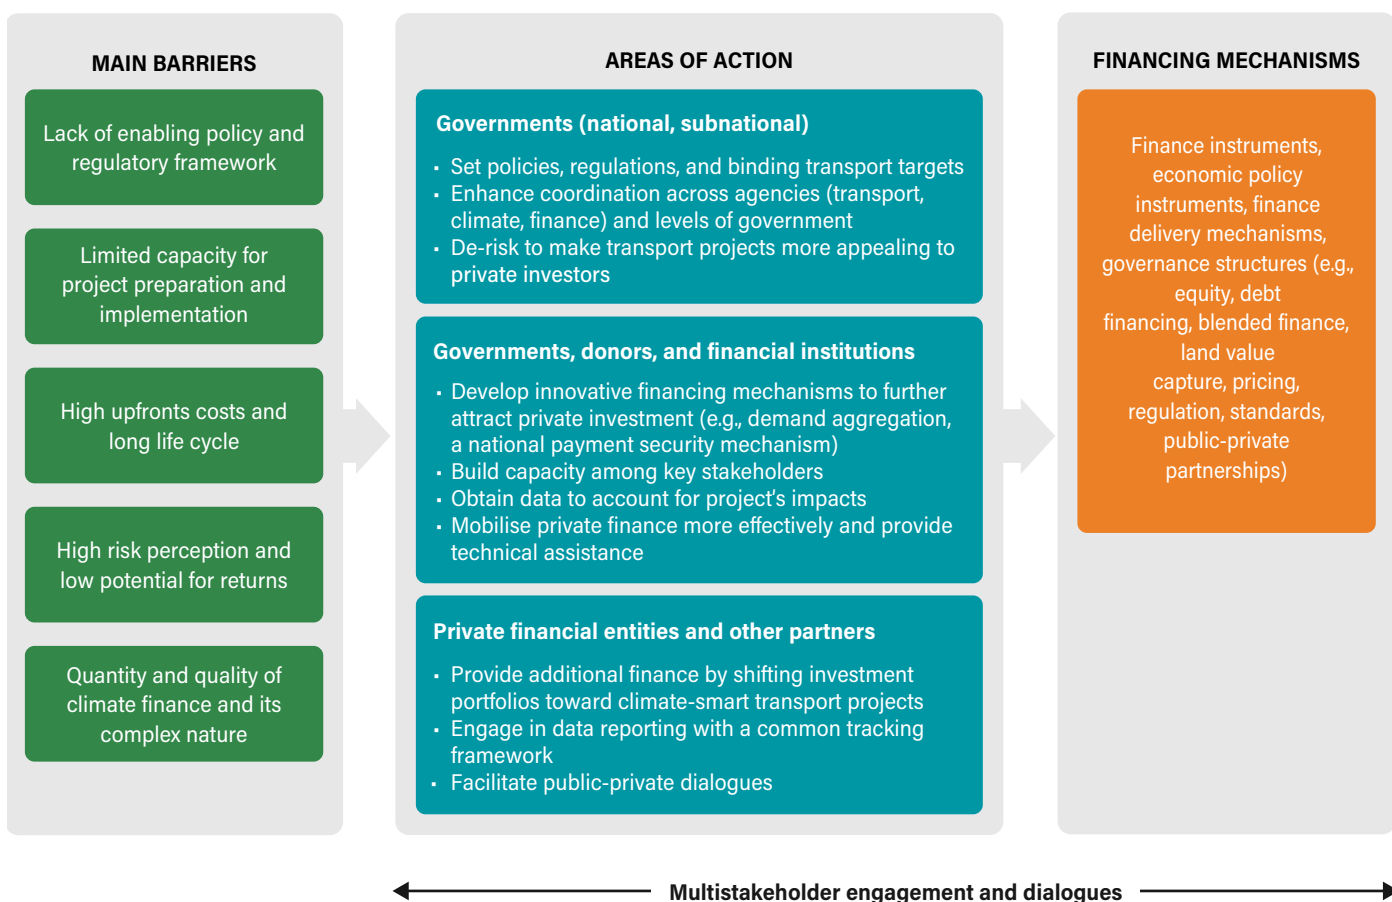 MAIN BARRIERS
Lack of enabling policy and
regulatory framework
Limited capacity for
project preparation and
implementation
High upfronts costs and
long life cycle
High risk perception and
low potential for returns
Quantity and quality of
climate finance and its
complex nature
AREAS OF ACTION
Governments (national, subnational)
• Set policies, regulations, and binding transport targets
• Enhance coordination across agencies (transport,
climate, finance) and levels of government
• De-risk to make transport projects more appealing to
private investors
Governments, donors, and financial institutions
• Develop innovative financing mechanisms to further
attract private investment (e.g., demand aggregation,
a national payment security mechanism)
• Build capacity among key stakeholders
• Obtain data to account for project's impacts
• Mobilise private finance more effectively and provide
technical assistance
Private financial entities and other partners
• Provide additional finance by shifting investment
portfolios toward climate-smart transport projects
• Engage in data reporting with a common tracking
framework
• Facilitate public-private dialogues
FINANCING MECHANISMS
Finance instruments,
economic policy
instruments, finance
delivery mechanisms,
governance structures (e.g.,
equity, debt
financing, blended finance,
land value
capture, pricing,
regulation, standards,
public-private
partnerships)
Multistakeholder engagement and dialogues